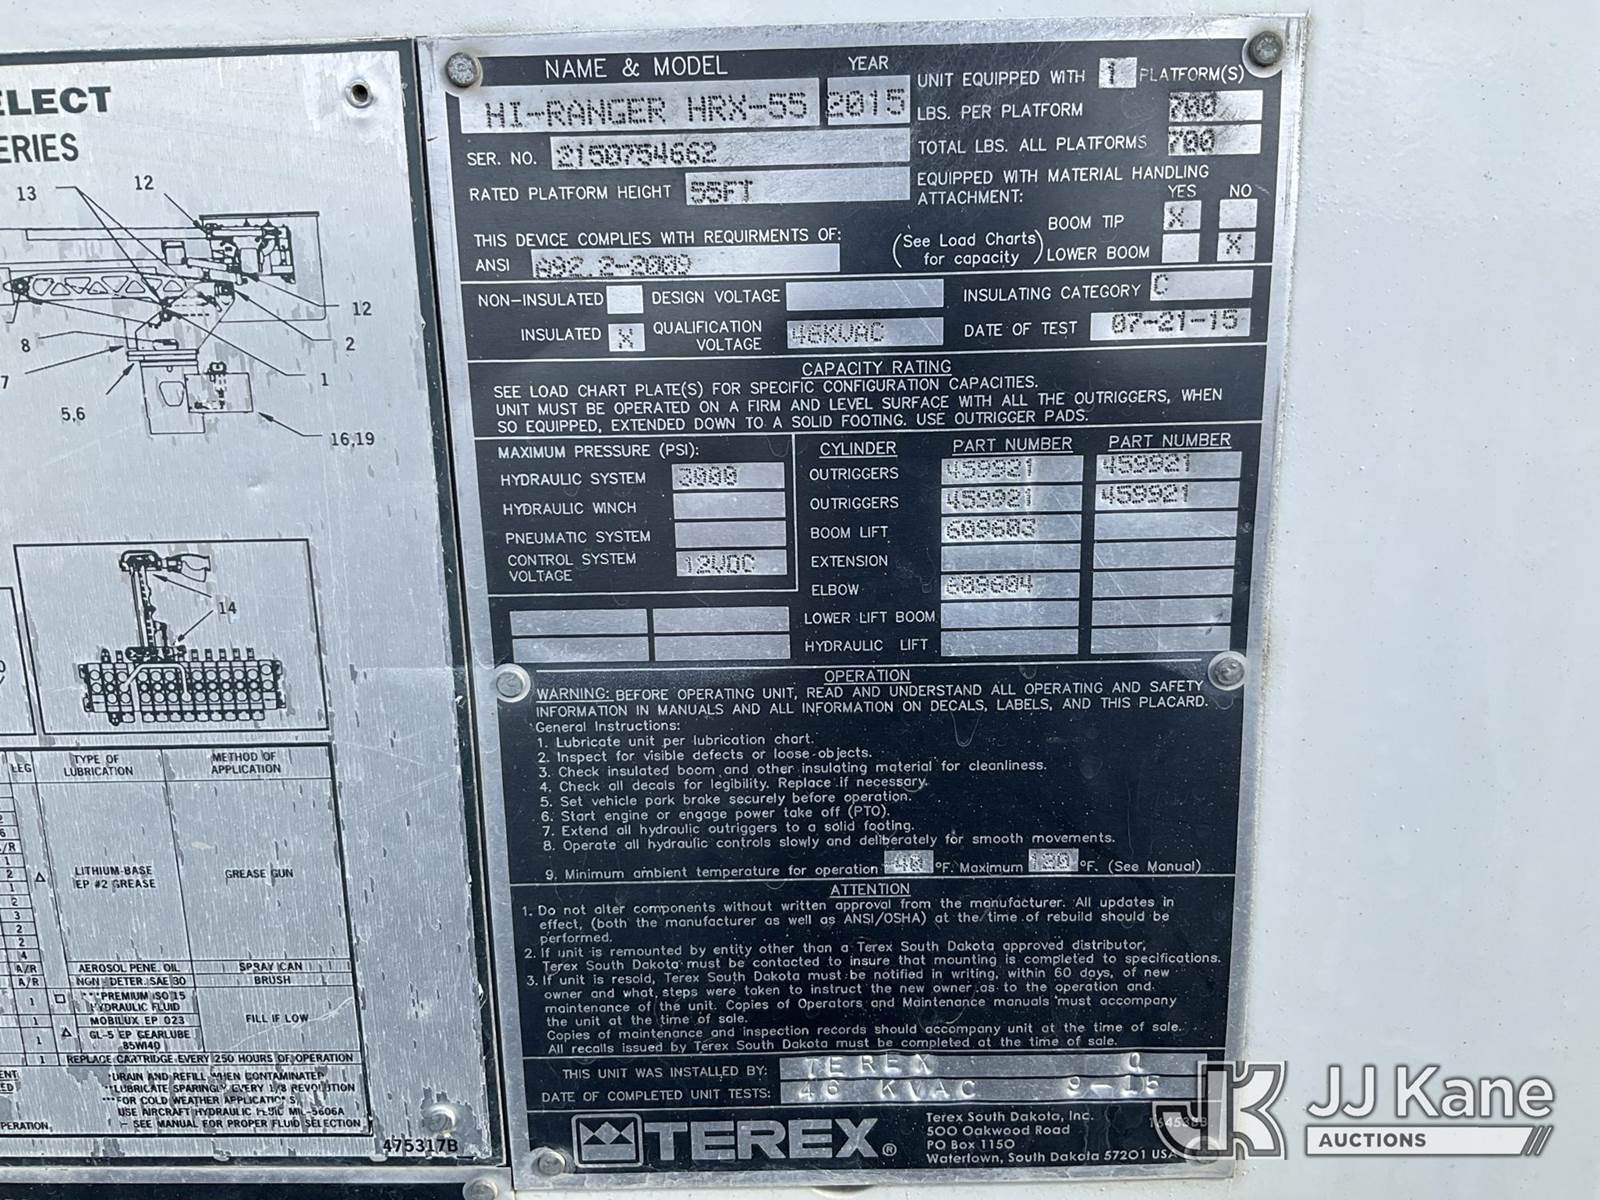 ELECT
ERIES
13
12
12
2
8
7
1
5,6
16,19
14
LEG
TYPE OF
LUBRICATION
METHOD OF
APPLICATION
LITHIUM-BASE
EP #2 GREASE
GREASE GUN
A/R
1
2
1
2
3
2
2
4
A/R AEROSOL PENE. OIL SPRAY CAN
A/R NGN - DETER. SAE 30 BRUSH
1 ***PREMIUM ISO 15
HYDRAULIC FLUID
1 MOBILUX EP 023 FILL IF LOW
1 GL-5 EP GEARLUBE
85W140
1 REPLACE CARTRIDGE EVERY 250 HOURS OF OPERATION
*DRAIN AND REFILL WHEN CONTAMINATED
**LUBRICATE SPARINGLY EVERY 1/8 REVOLUTION
***FOR COLD WEATHER APPLICATIONS,
USE AIRCRAFT HYDRAULIC FLUID MIL-5606A
- SEE MANUAL FOR PROPER FLUID SELECTION
475317B
NAME & MODEL YEAR
HI-RANGER HRX-55 2015
SER. NO. 2150754662
RATED PLATFORM HEIGHT 55FT
UNIT EQUIPPED WITH 1 PLATFORM(S)
LBS. PER PLATFORM 700
TOTAL LBS. ALL PLATFORMS 700
EQUIPPED WITH MATERIAL HANDLING
ATTACHMENT: YES NO
BOOM TIP X
(See Load Charts for capacity) LOWER BOOM X
THIS DEVICE COMPLIES WITH REQUIRMENTS OF:
ANSI A92.2-2009
NON-INSULATED DESIGN VOLTAGE INSULATING CATEGORY C
INSULATED X QUALIFICATION VOLTAGE 46KVAC DATE OF TEST 07-21-15
CAPACITY RATING
SEE LOAD CHART PLATE(S) FOR SPECIFIC CONFIGURATION CAPACITIES.
UNIT MUST BE OPERATED ON A FIRM AND LEVEL SURFACE WITH ALL THE OUTRIGGERS, WHEN
SO EQUIPPED, EXTENDED DOWN TO A SOLID FOOTING. USE OUTRIGGER PADS.
MAXIMUM PRESSURE (PSI):
HYDRAULIC SYSTEM 3000
HYDRAULIC WINCH
PNEUMATIC SYSTEM
CONTROL SYSTEM
VOLTAGE 12VDC
CYLINDER PART NUMBER PART NUMBER
OUTRIGGERS 459921 459921
OUTRIGGERS 459921 459921
BOOM LIFT 609603
EXTENSION
ELBOW 609604
LOWER LIFT BOOM
HYDRAULIC LIFT
OPERATION
WARNING: BEFORE OPERATING UNIT, READ AND UNDERSTAND ALL OPERATING AND SAFETY
INFORMATION IN MANUALS AND ALL INFORMATION ON DECALS, LABELS, AND THIS PLACARD.
General Instructions:
1. Lubricate unit per lubrication chart.
2. Inspect for visible defects or loose objects.
3. Check insulated boom and other insulating material for cleanliness.
4. Check all decals for legibility. Replace if necessary.
5. Set vehicle park brake securely before operation.
6. Start engine or engage power take off (PTO).
7. Extend all hydraulic outriggers to a solid footing.
8. Operate all hydraulic controls slowly and deliberately for smooth movements.
9. Minimum ambient temperature for operation -40 °F. Maximum 120 °F. (See Manual)
ATTENTION
1. Do not alter components without written approval from the manufacturer. All updates in
effect, (both the manufacturer as well as ANSI/OSHA) at the time of rebuild should be
performed.
2. If unit is remounted by entity other than a Terex South Dakota approved distributor,
Terex South Dakota must be contacted to insure that mounting is completed to specifications.
3. If unit is resold, Terex South Dakota must be notified in writing, within 60 days, of new
owner and what steps were taken to instruct the new owner as to the operation and
maintenance of the unit. Copies of Operators and Maintenance manuals must accompany
the unit at the time of sale.
Copies of maintenance and inspection records should accompany unit at the time of sale.
All recalls issued by Terex South Dakota must be completed at the time of sale.
THIS UNIT WAS INSTALLED BY: TEREX Q
DATE OF COMPLETED UNIT TESTS: 46 KVAC 9-15
TEREX®
Terex South Dakota, Inc.
500 Oakwood Road
PO Box 1150
Watertown, South Dakota 57201 USA
JJ Kane
AUCTIONS